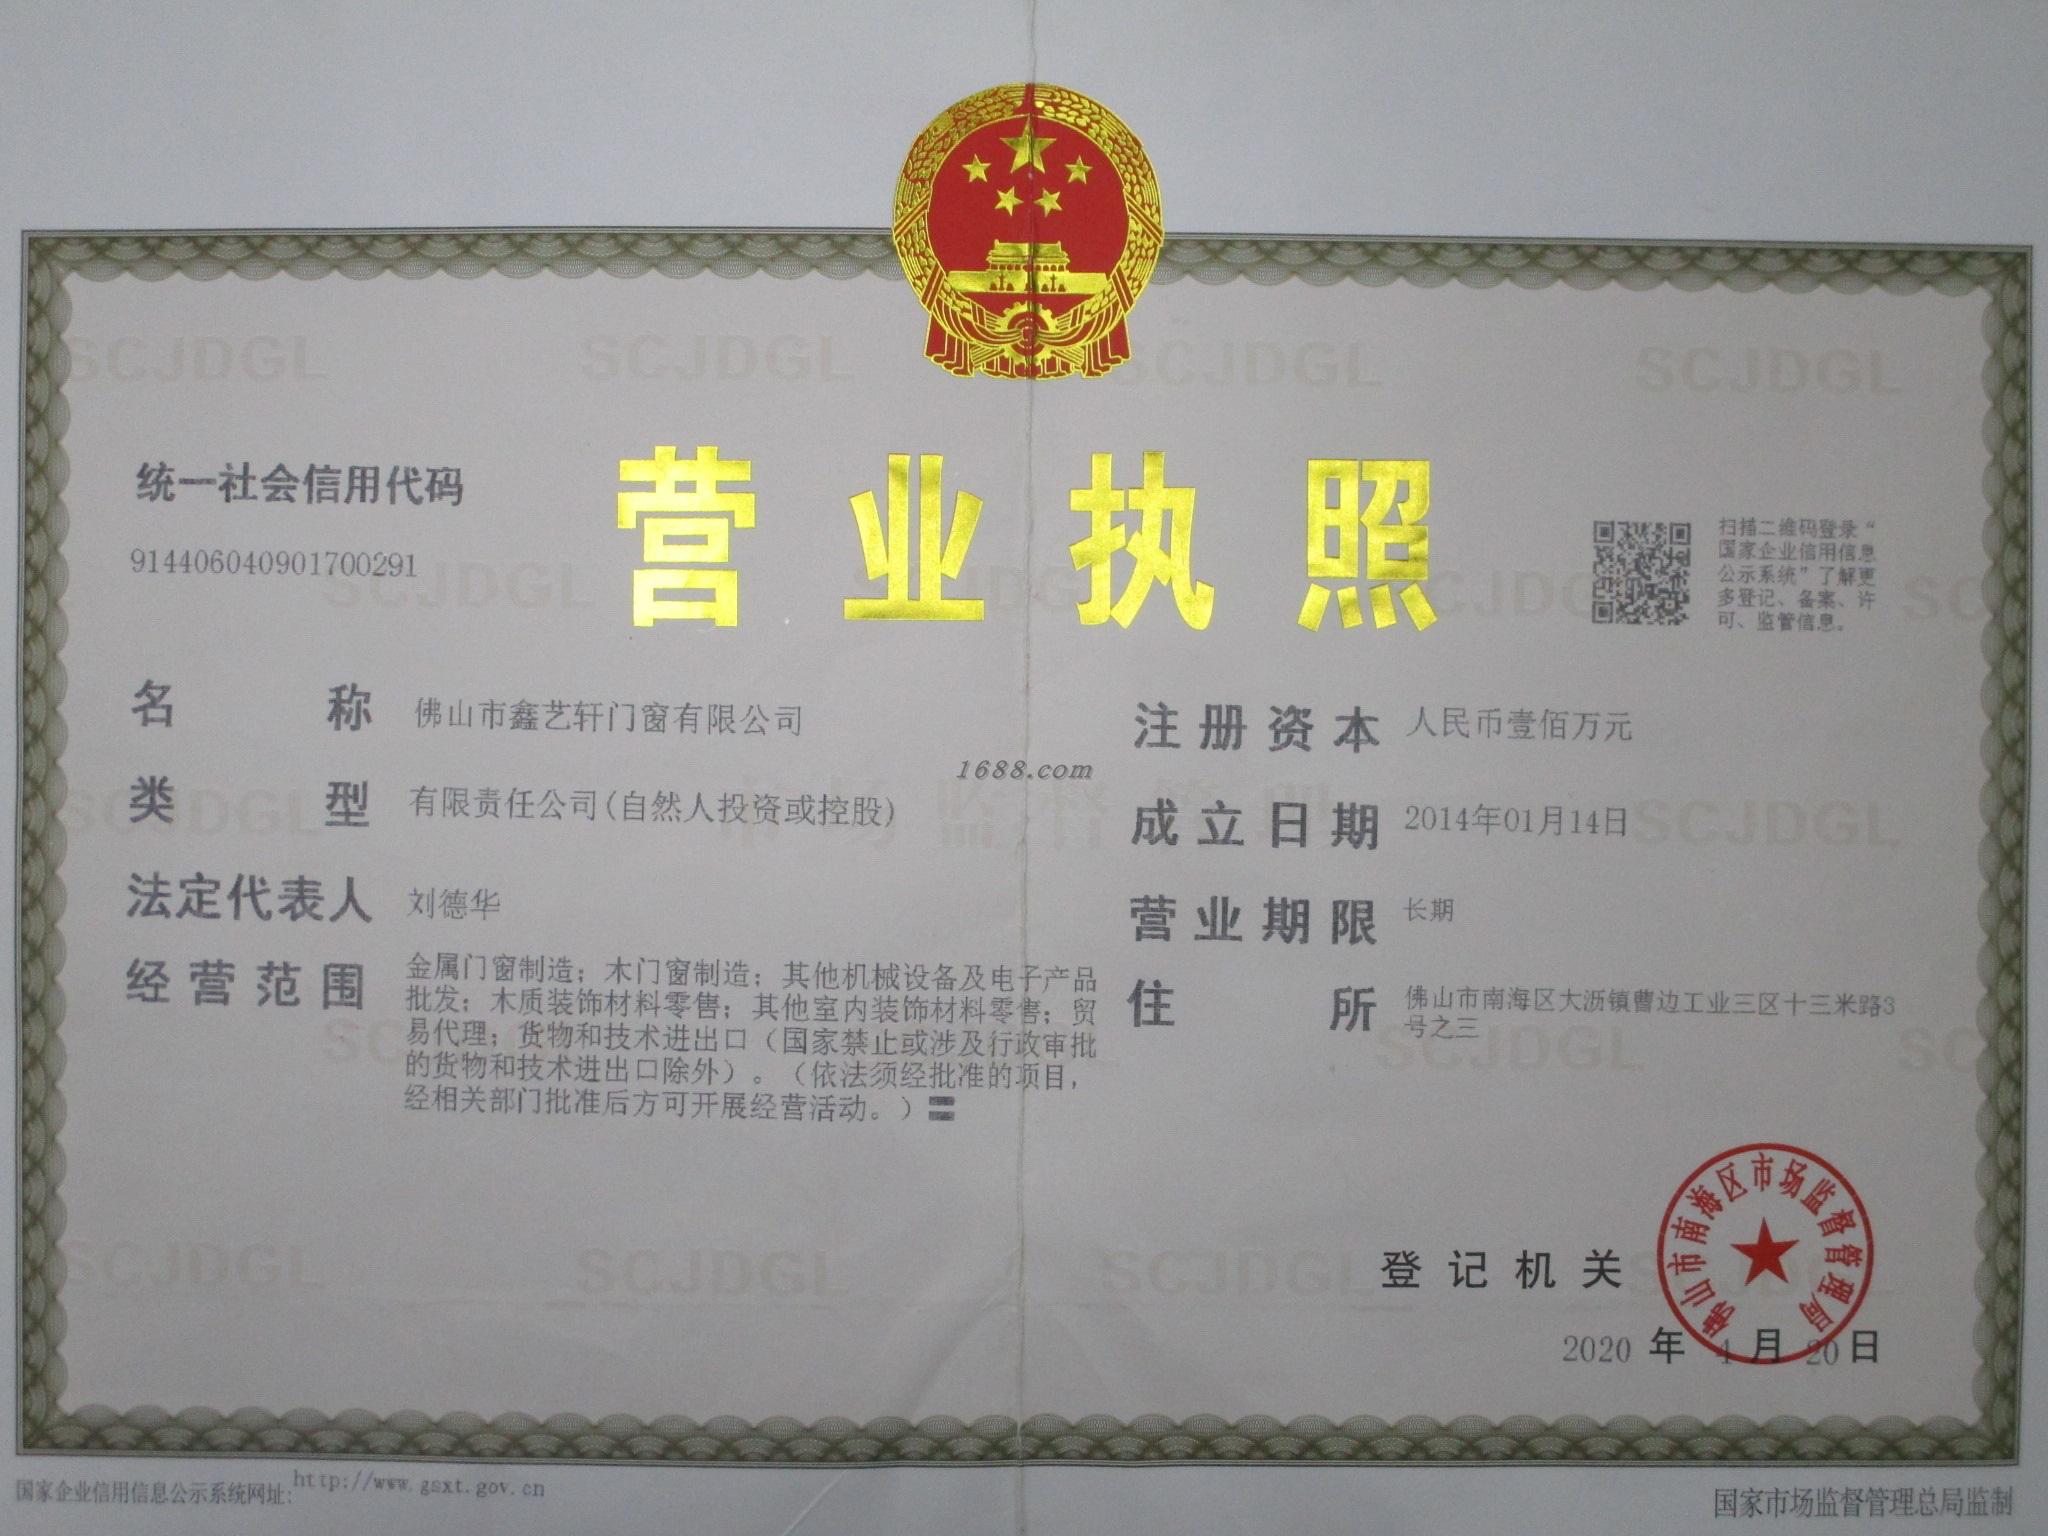 统一社会信用代码
914406040901700291
营业执照
扫描二维码登录“
国家企业信用信息
公示系统”了解更
多登记、备案、许
可、监管信息。
名称 佛山市鑫艺轩门窗有限公司
类型 有限责任公司(自然人投资或控股)
法定代表人 刘德华
经营范围 金属门窗制造；木门窗制造；其他机械设备及电子产品
批发；木质装饰材料零售；其他室内装饰材料零售；贸
易代理；货物和技术进出口（国家禁止或涉及行政审批
的货物和技术进出口除外）。（依法须经批准的项目，
经相关部门批准后方可开展经营活动。）
1688.com
注册资本 人民币壹佰万元
成立日期 2014年01月14日
营业期限 长期
住所 佛山市南海区大沥镇曹边工业三区十三米路3
号之三
登记机关
佛山市南海区市场监督管理局
2020 年 4 月 20 日
国家企业信用信息公示系统网址:http://www.gsxt.gov.cn
国家市场监督管理总局监制
SCJDGL